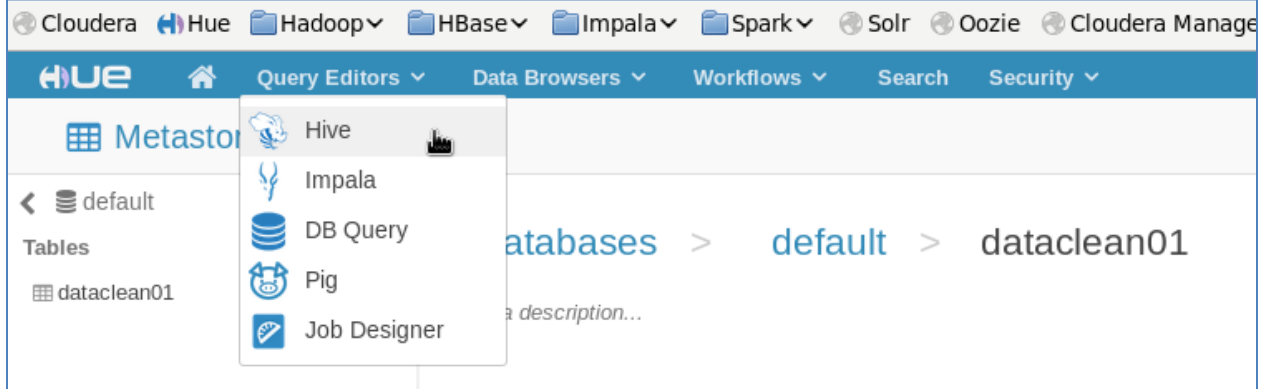 Cloudera Hue Hadoop HBase Impala Spark Solr Oozie Cloudera Manage
HUE Query Editors Data Browsers Workflows Search Security
Metastor
Hive
Impala
DB Query
Pig
Job Designer
default
Tables
dataclean01
atabases > default > dataclean01
a description...